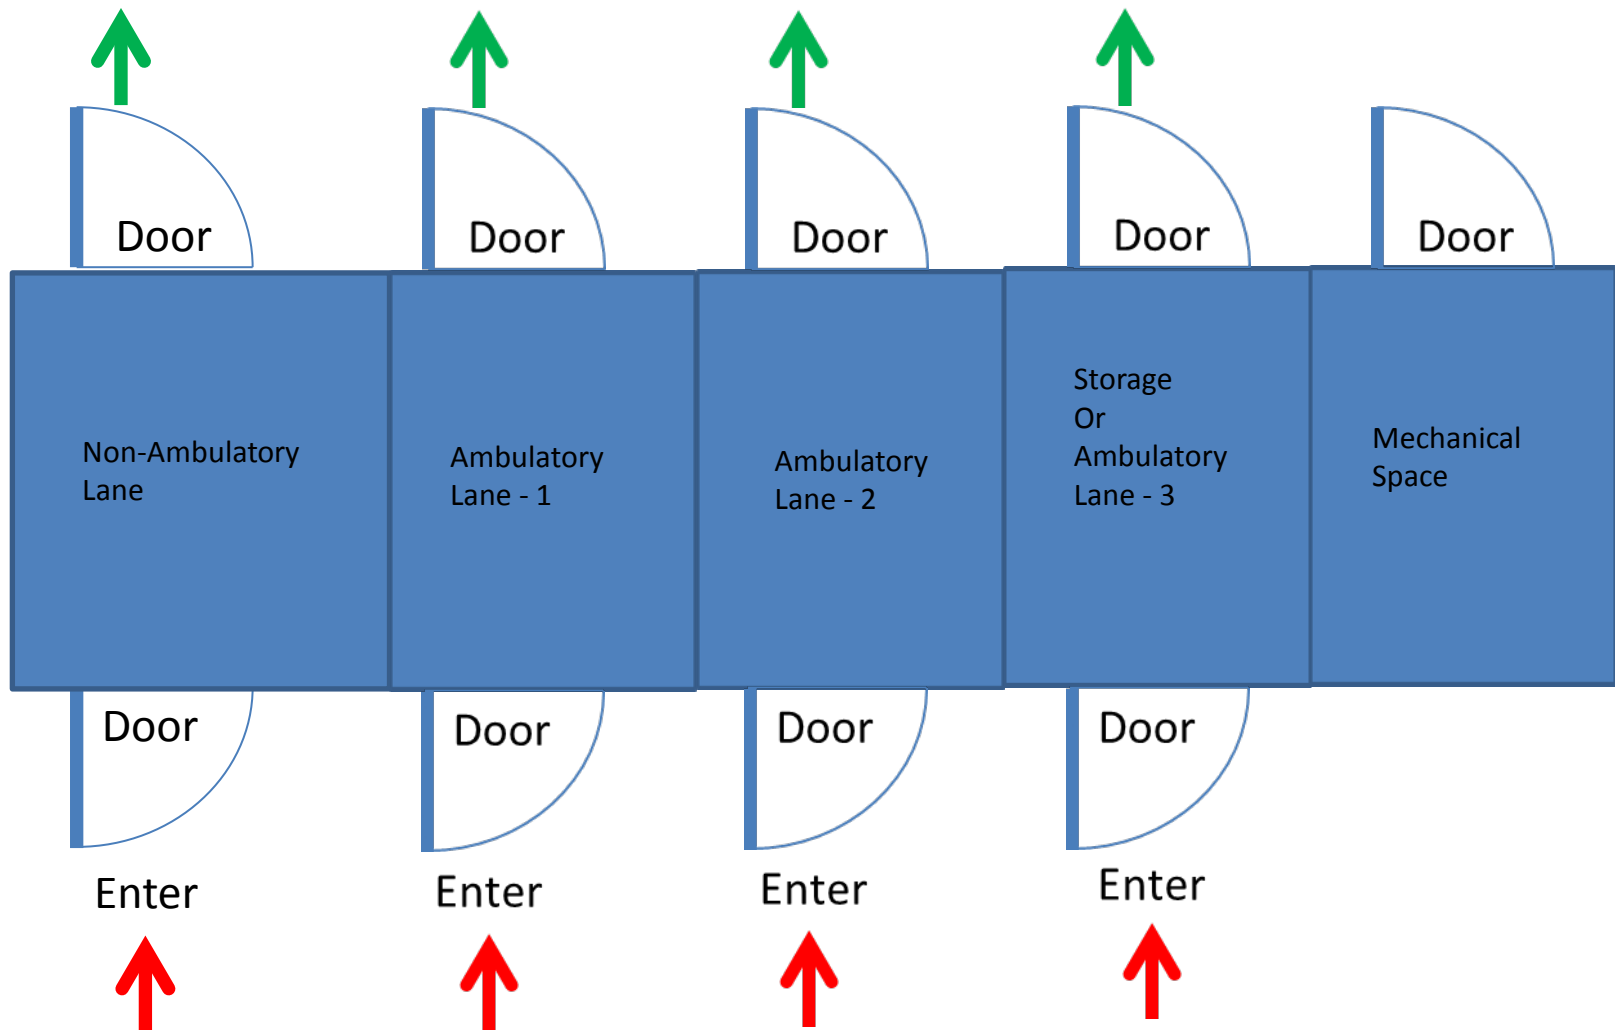 Door
Door
Door
Door
Door
Non-Ambulatory
Lane
Ambulatory
Lane - 1
Ambulatory
Lane - 2
Storage
Or
Ambulatory
Lane - 3
Mechanical
Space
Door
Door
Door
Door
Enter
Enter
Enter
Enter